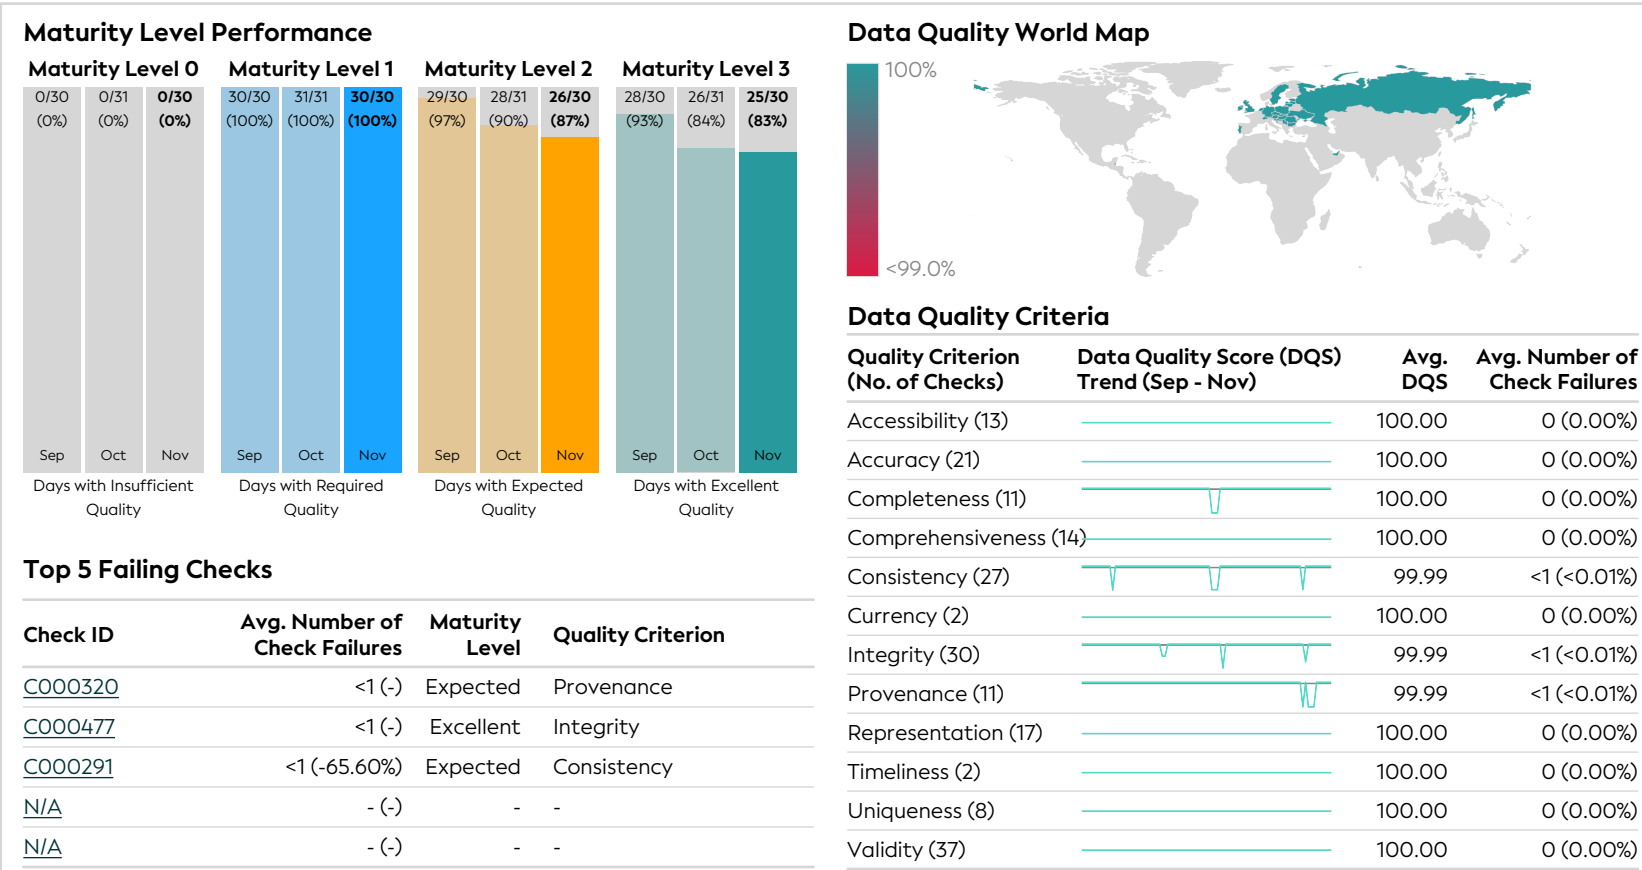 Maturity Level Performance
Maturity Level 0
Maturity Level 1
Maturity Level 2
Maturity Level 3
0/30 0/31 0/30
(0%) (0%) (0%)
30/30 31/31 30/30
(100%) (100%) (100%)
29/30 28/31 26/30
(97%) (90%) (87%)
28/30 26/31 25/30
(93%) (84%) (83%)
Sep Oct Nov
Sep Oct Nov
Sep Oct Nov
Sep Oct Nov
Days with Insufficient
Quality
Days with Required
Quality
Days with Expected
Quality
Days with Excellent
Quality
Top 5 Failing Checks
Check ID
Avg. Number of
Check Failures
Maturity
Level
Quality Criterion
C000320 <1 (-) Expected Provenance
C000477 <1 (-) Excellent Integrity
C000291 <1 (-65.60%) Expected Consistency
N/A - (-) - -
N/A - (-) - -
Data Quality World Map
100%
<99.0%
Data Quality Criteria
Quality Criterion
(No. of Checks)
Data Quality Score (DQS)
Trend (Sep - Nov)
Avg.
DQS
Avg. Number of
Check Failures
Accessibility (13) 100.00 0 (0.00%)
Accuracy (21) 100.00 0 (0.00%)
Completeness (11) 100.00 0 (0.00%)
Comprehensiveness (14) 100.00 0 (0.00%)
Consistency (27) 99.99 <1 (<0.01%)
Currency (2) 100.00 0 (0.00%)
Integrity (30) 99.99 <1 (<0.01%)
Provenance (11) 99.99 <1 (<0.01%)
Representation (17) 100.00 0 (0.00%)
Timeliness (2) 100.00 0 (0.00%)
Uniqueness (8) 100.00 0 (0.00%)
Validity (37) 100.00 0 (0.00%)